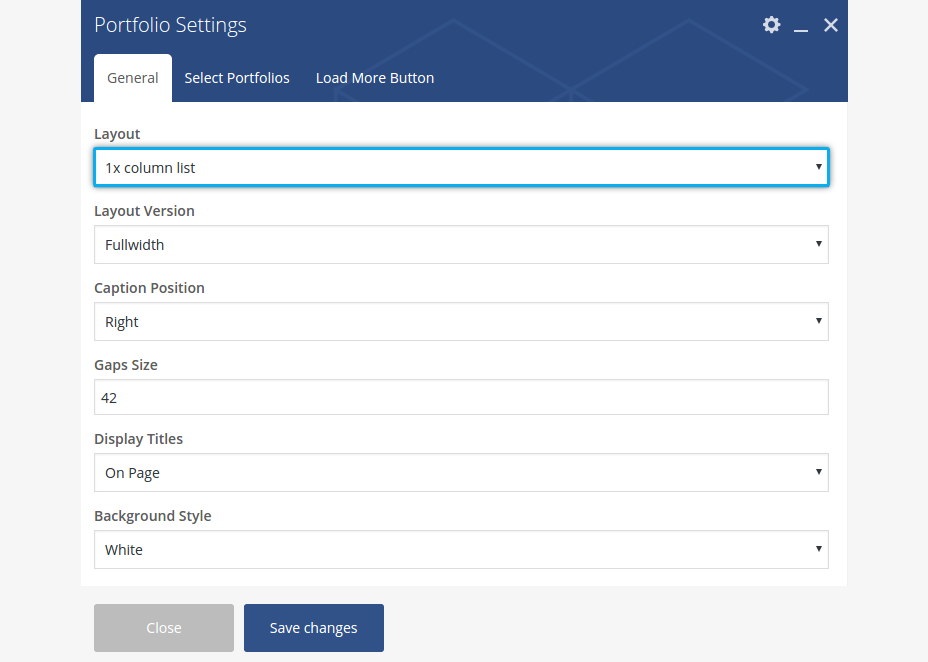 Portfolio Settings
General Select Portfolios Load More Button
Layout
1x column list
Layout Version
Fullwidth
Caption Position
Right
Gaps Size
42
Display Titles
On Page
Background Style
White
Close Save changes